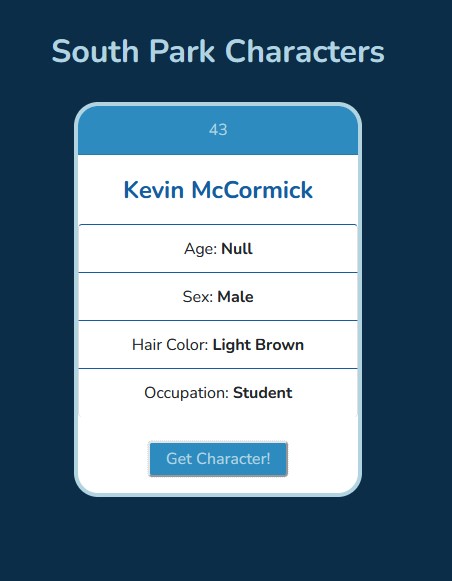 South Park Characters
43
Kevin McCormick
Age: Null
Sex: Male
Hair Color: Light Brown
Occupation: Student
Get Character!